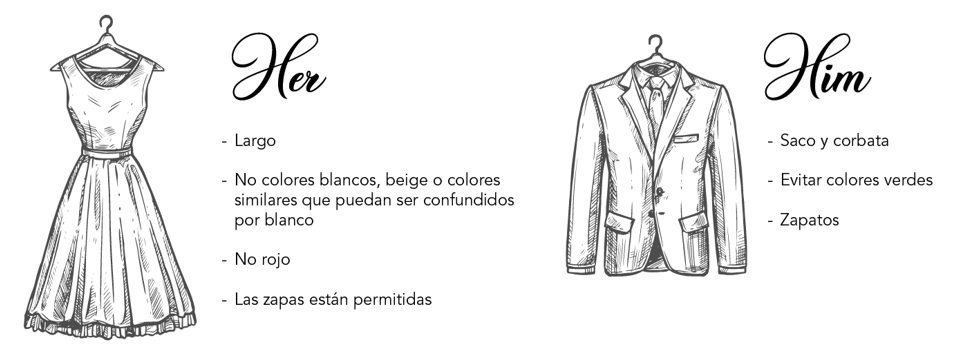 Her
- Largo
- No colores blancos, beige o colores
similares que puedan ser confundidos
por blanco
- No rojo
- Las zapas están permitidas
Him
- Saco y corbata
- Evitar colores verdes
- Zapatos